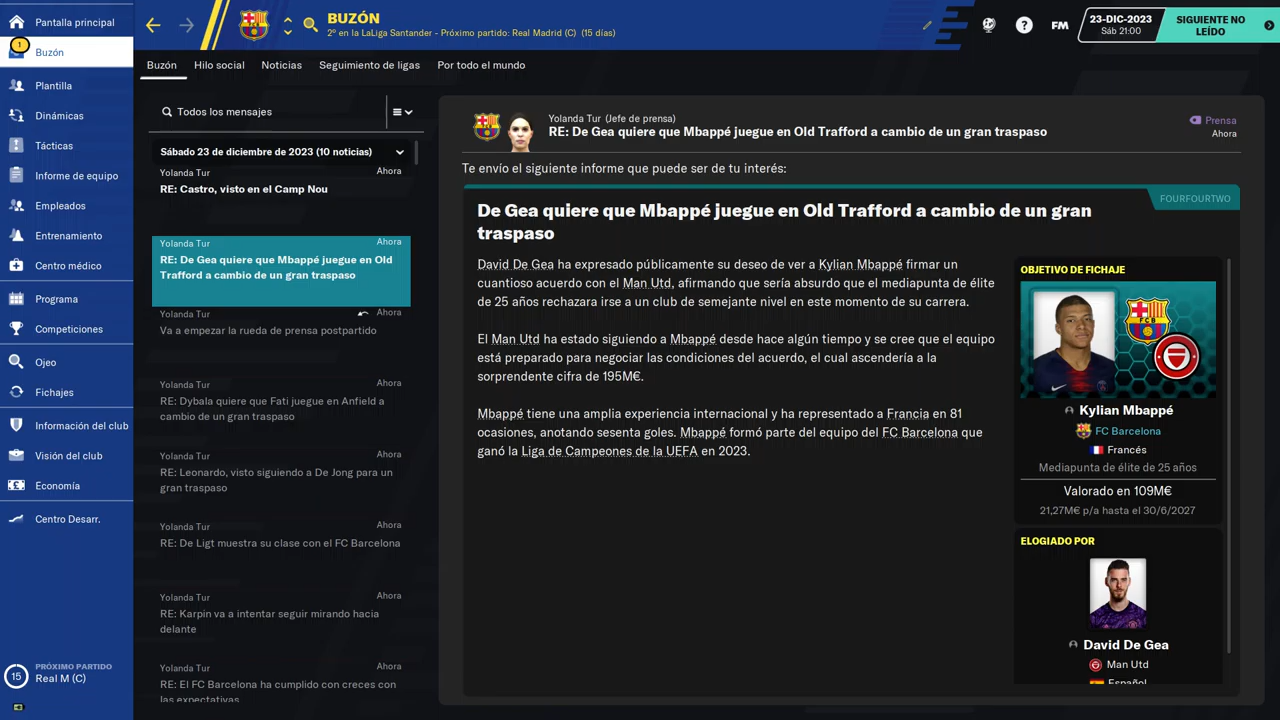 Pantalla principal
1
Buzón
Plantilla
Dinámicas
Tácticas
Informe de equipo
Empleados
Entrenamiento
Centro médico
Programa
Competiciones
Ojeo
Fichajes
Información del club
Visión del club
Economía
Centro Desarr.
15
PRÓXIMO PARTIDO
Real M (C)
BUZÓN
2º en la LaLiga Santander - Próximo partido: Real Madrid (C) (15 días)
?
FM
23-DIC-2023
Sáb 21:00
SIGUIENTE NO
LEÍDO
Buzón Hilo social Noticias Seguimiento de ligas Por todo el mundo
Todos los mensajes
Sábado 23 de diciembre de 2023 (10 noticias)
Yolanda Tur Ahora
RE: Castro, visto en el Camp Nou
Yolanda Tur Ahora
RE: De Gea quiere que Mbappé juegue en Old
Trafford a cambio de un gran traspaso
Yolanda Tur Ahora
Va a empezar la rueda de prensa postpartido
Yolanda Tur Ahora
RE: Dybala quiere que Fati juegue en Anfield a
cambio de un gran traspaso
Yolanda Tur Ahora
RE: Leonardo, visto siguiendo a De Jong para un
gran traspaso
Yolanda Tur Ahora
RE: De Ligt muestra su clase con el FC Barcelona
Yolanda Tur Ahora
RE: Karpin va a intentar seguir mirando hacia
delante
Yolanda Tur Ahora
RE: El FC Barcelona ha cumplido con creces con
las expectativas
Yolanda Tur (Jefe de prensa)
RE: De Gea quiere que Mbappé juegue en Old Trafford a cambio de un gran traspaso
Prensa
Ahora
Te envío el siguiente informe que puede ser de tu interés:
FOURFOURTWO
De Gea quiere que Mbappé juegue en Old Trafford a cambio de un gran
traspaso
David De Gea ha expresado públicamente su deseo de ver a Kylian Mbappé firmar un
cuantioso acuerdo con el Man Utd, afirmando que sería absurdo que el mediapunta de élite
de 25 años rechazara irse a un club de semejante nivel en este momento de su carrera.
El Man Utd ha estado siguiendo a Mbappé desde hace algún tiempo y se cree que el equipo
está preparado para negociar las condiciones del acuerdo, el cual ascendería a la
sorprendente cifra de 195M€.
Mbappé tiene una amplia experiencia internacional y ha representado a Francia en 81
ocasiones, anotando sesenta goles. Mbappé formó parte del equipo del FC Barcelona que
ganó la Liga de Campeones de la UEFA en 2023.
OBJETIVO DE FICHAJE
Kylian Mbappé
FC Barcelona
Francés
Mediapunta de élite de 25 años
Valorado en 109M€
21,27M€ p/a hasta el 30/6/2027
ELOGIADO POR
David De Gea
Man Utd
Español